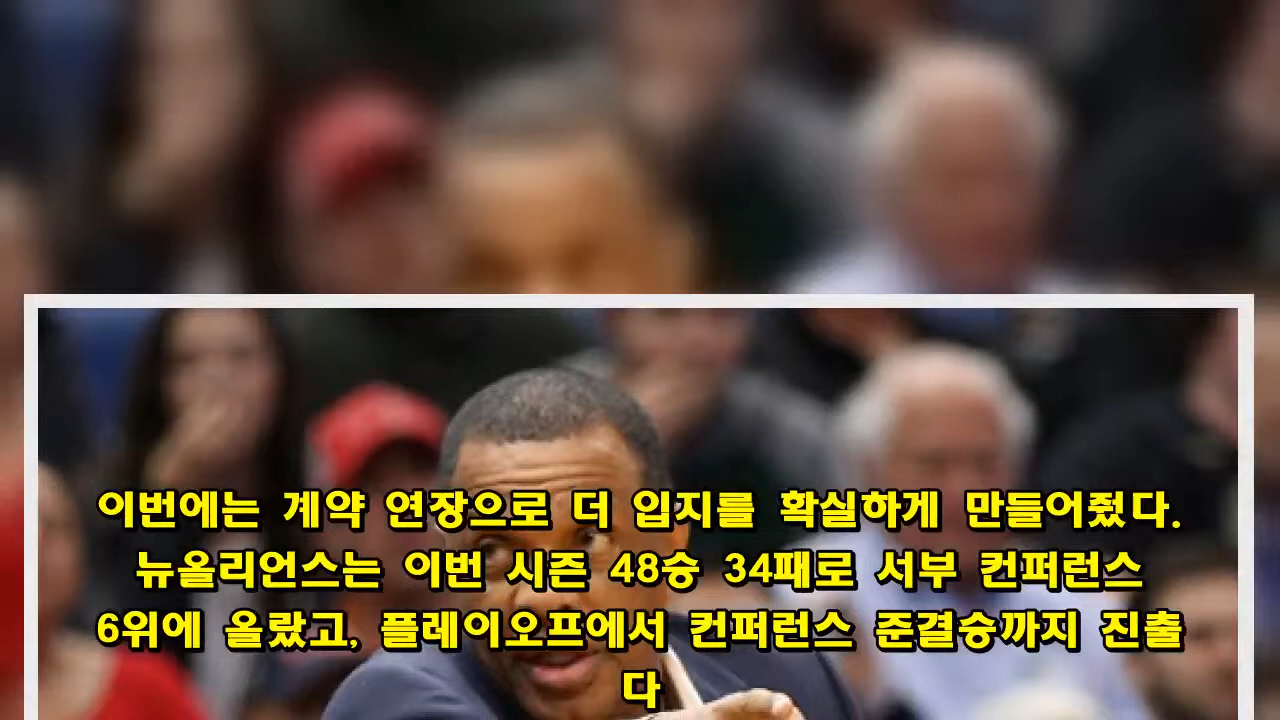 이번에는 계약 연장으로 더 입지를 확실하게 만들어줬다.
뉴올리언스는 이번 시즌 48승 34패로 서부 컨퍼런스
6위에 올랐고, 플레이오프에서 컨퍼런스 준결승까지 진출
다